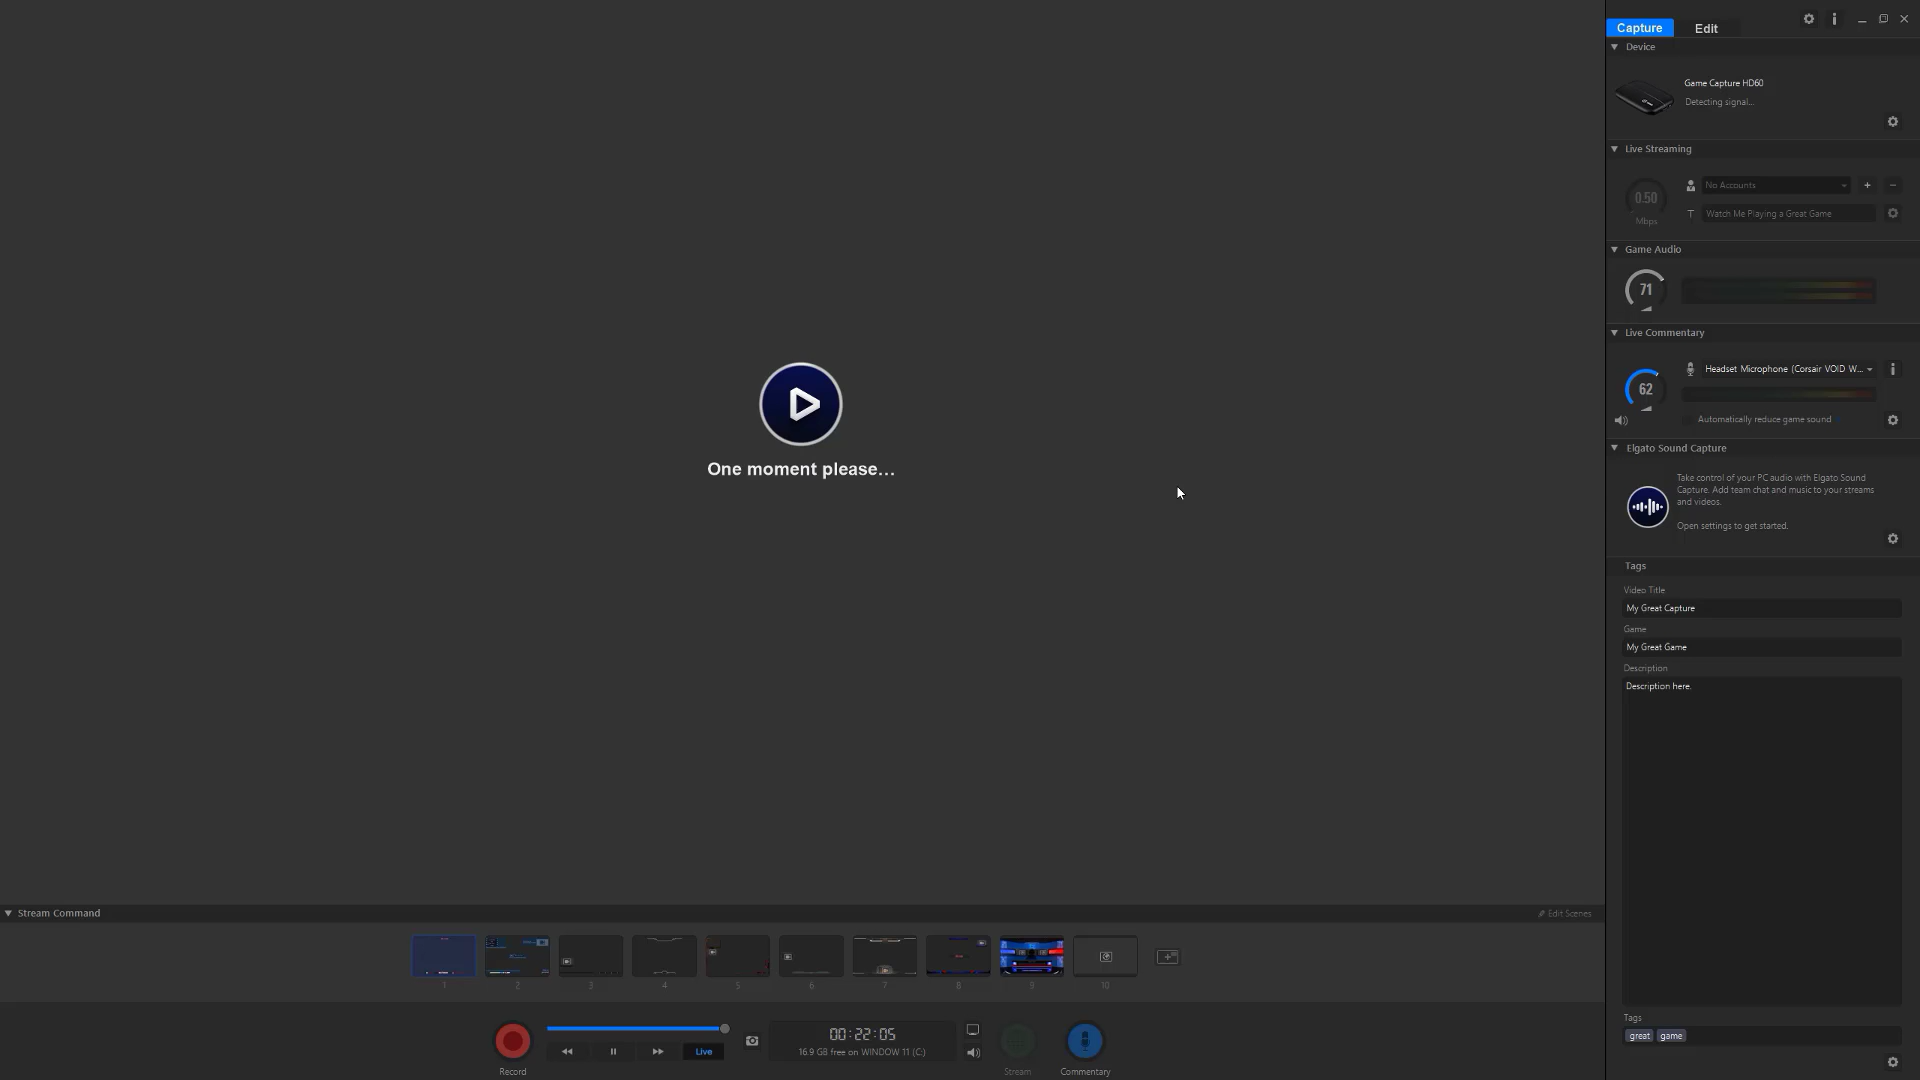 Capture Edit
Device
Game Capture HD60
Detecting signal...
Live Streaming
0.50
Mbps
No Accounts
Watch Me Playing a Great Game
Game Audio
71
Live Commentary
62
Headset Microphone (Corsair VOID W...
Automatically reduce game sound
Elgato Sound Capture
Take control of your PC audio with Elgato Sound
Capture. Add team chat and music to your streams
and videos.
Open settings to get started.
Tags
Video Title
My Great Capture
Game
My Great Game
Description
Description here.
Tags
great game
One moment please...
Stream Command
Edit Scenes
1 2 3 4 5 6 7 8 9 10
Record
Live
00:22:05
16.9 GB free on WINDOW 11 (C:)
Stream
Commentary